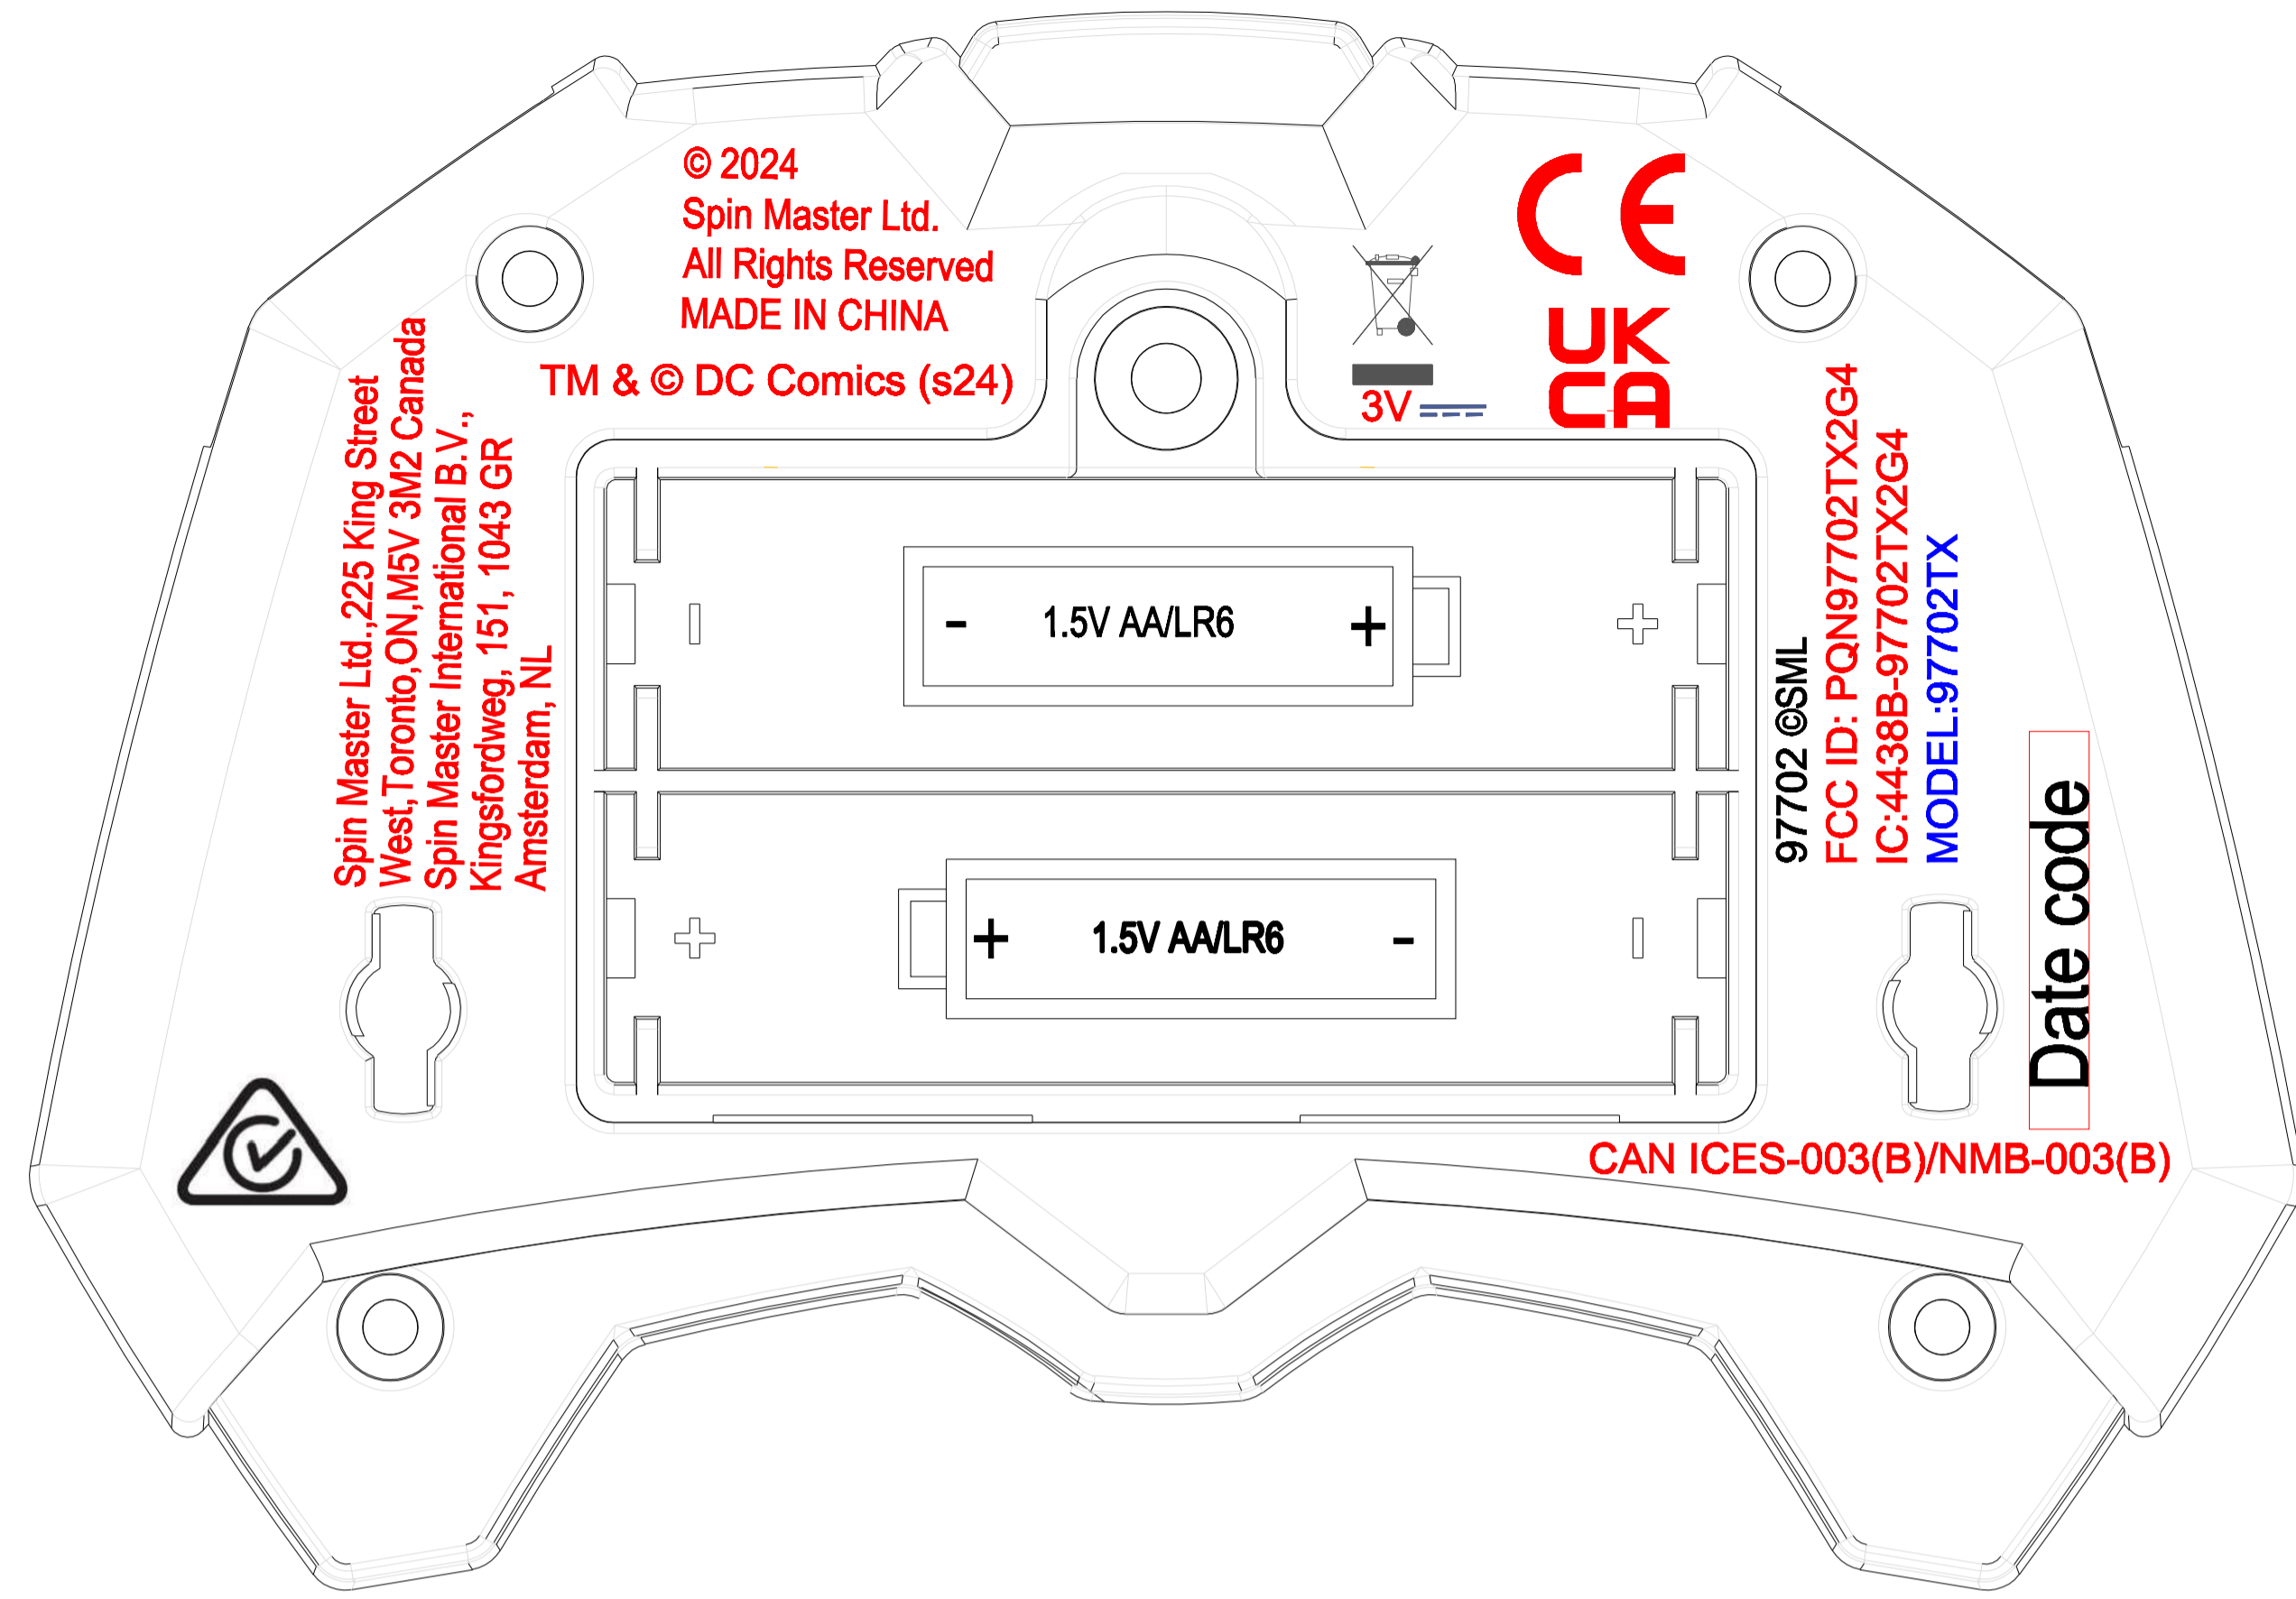 © 2024
Spin Master Ltd.
All Rights Reserved
MADE IN CHINA
TM & © DC Comics (s24)
CE
UK
CA
3V
Spin Master Ltd.,225 King Street
West,Toronto,ON,M5V 3M2 Canada
Spin Master International B.V.,
Kingsfordweg, 151, 1043 GR
Amsterdam, NL
- 1.5V AA/LR6 +
+ 1.5V AA/LR6 -
97702 ©SML
FCC ID: PQN97702TX2G4
IC:4438B-97702TX2G4
MODEL:97702TX
Date code
CAN ICES-003(B)/NMB-003(B)